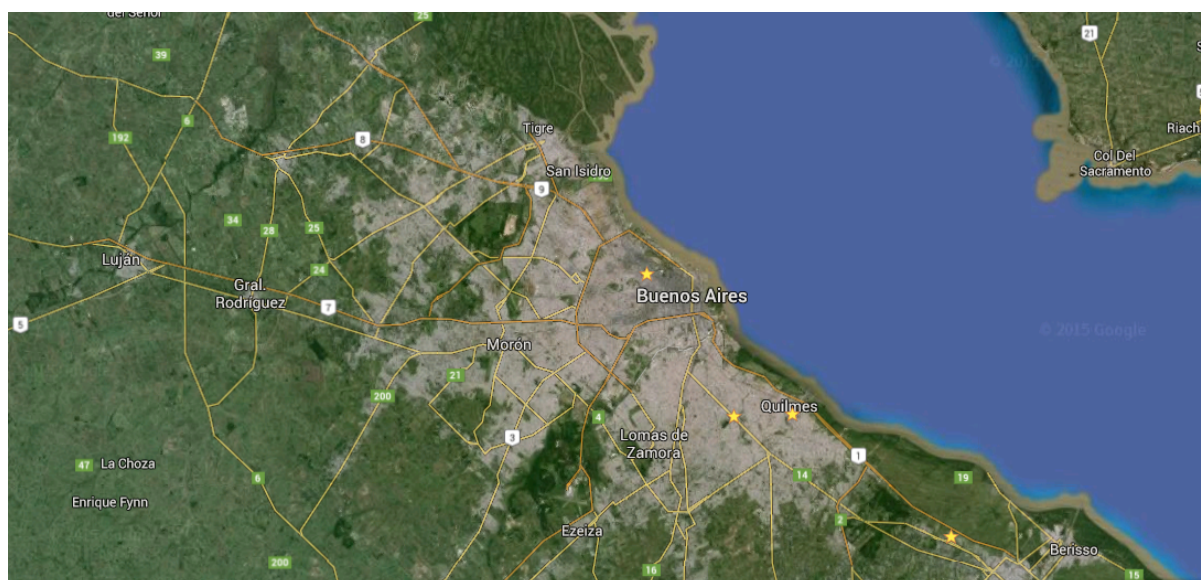 del Señor
25
21
39
192
6
8
Tigre
San Isidro
9
Riach
Col Del
Sacramento
34
28
25
Luján
24
Gral.
Rodríguez
7
5
Buenos Aires
© 2015 Google
Morón
21
200
3
4
Quilmes
Lomas de
Zamora
1
47
La Choza
6
14
19
Enrique Fynn
Ezeiza
2
Berisso
200
16
15